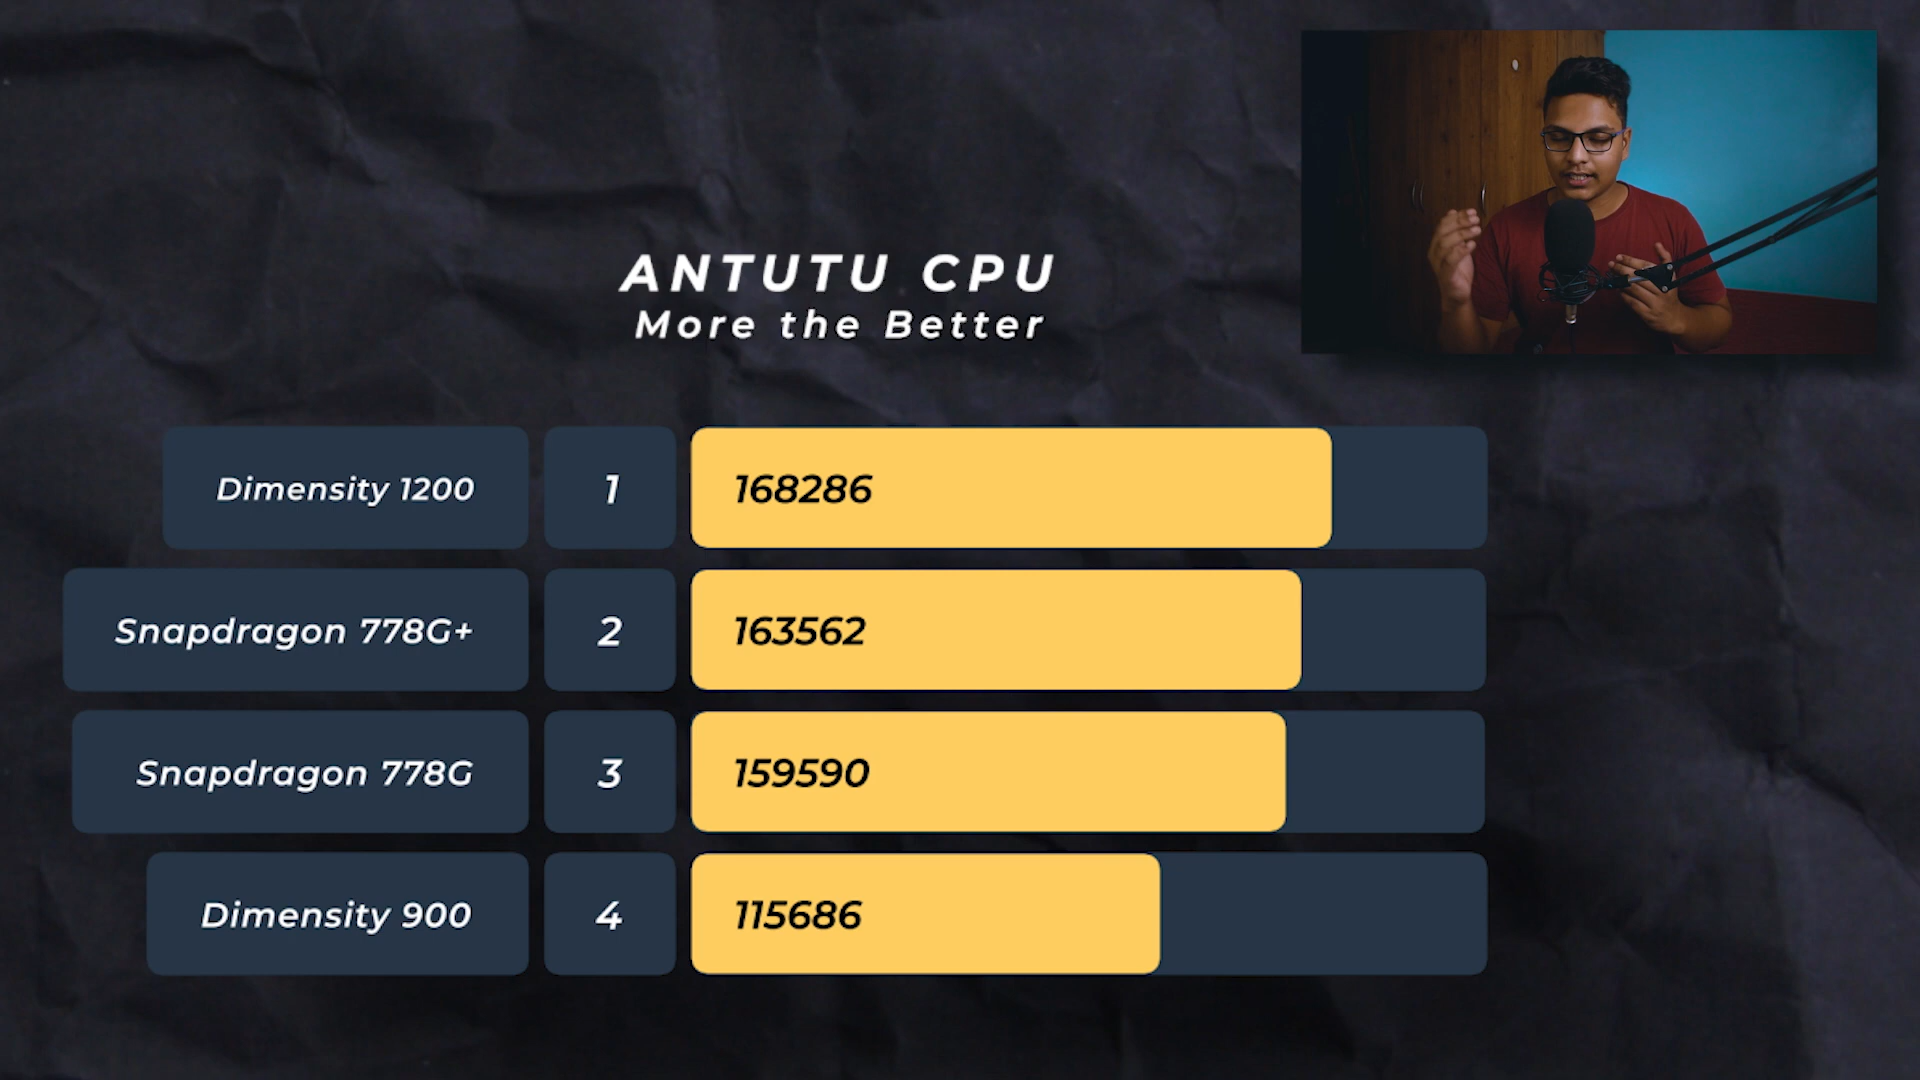 ANTUTU CPU
More the Better
Dimensity 1200 1 168286
Snapdragon 778G+ 2 163562
Snapdragon 778G 3 159590
Dimensity 900 4 115686